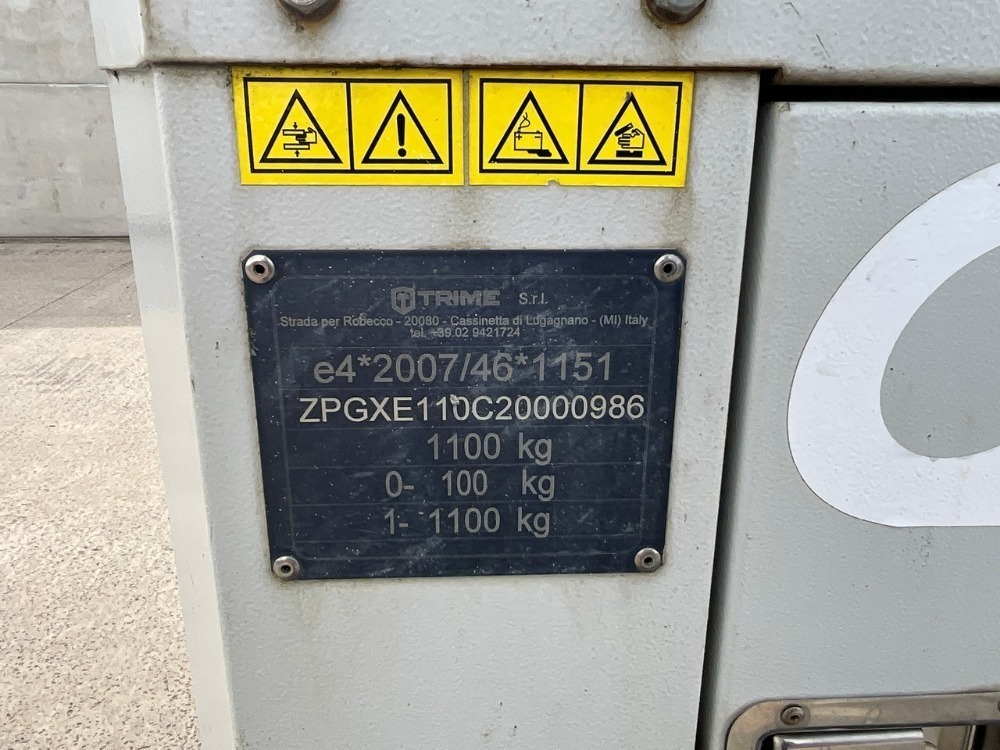 TRIME S.r.l.
Strada per Robecco - 20080 - Cassinetta di Lugagnano - (MI) Italy
tel. +39.02 9421724
e4*2007/46*1151
ZPGXE110C20000986
1100 kg
0- 100 kg
1- 1100 kg